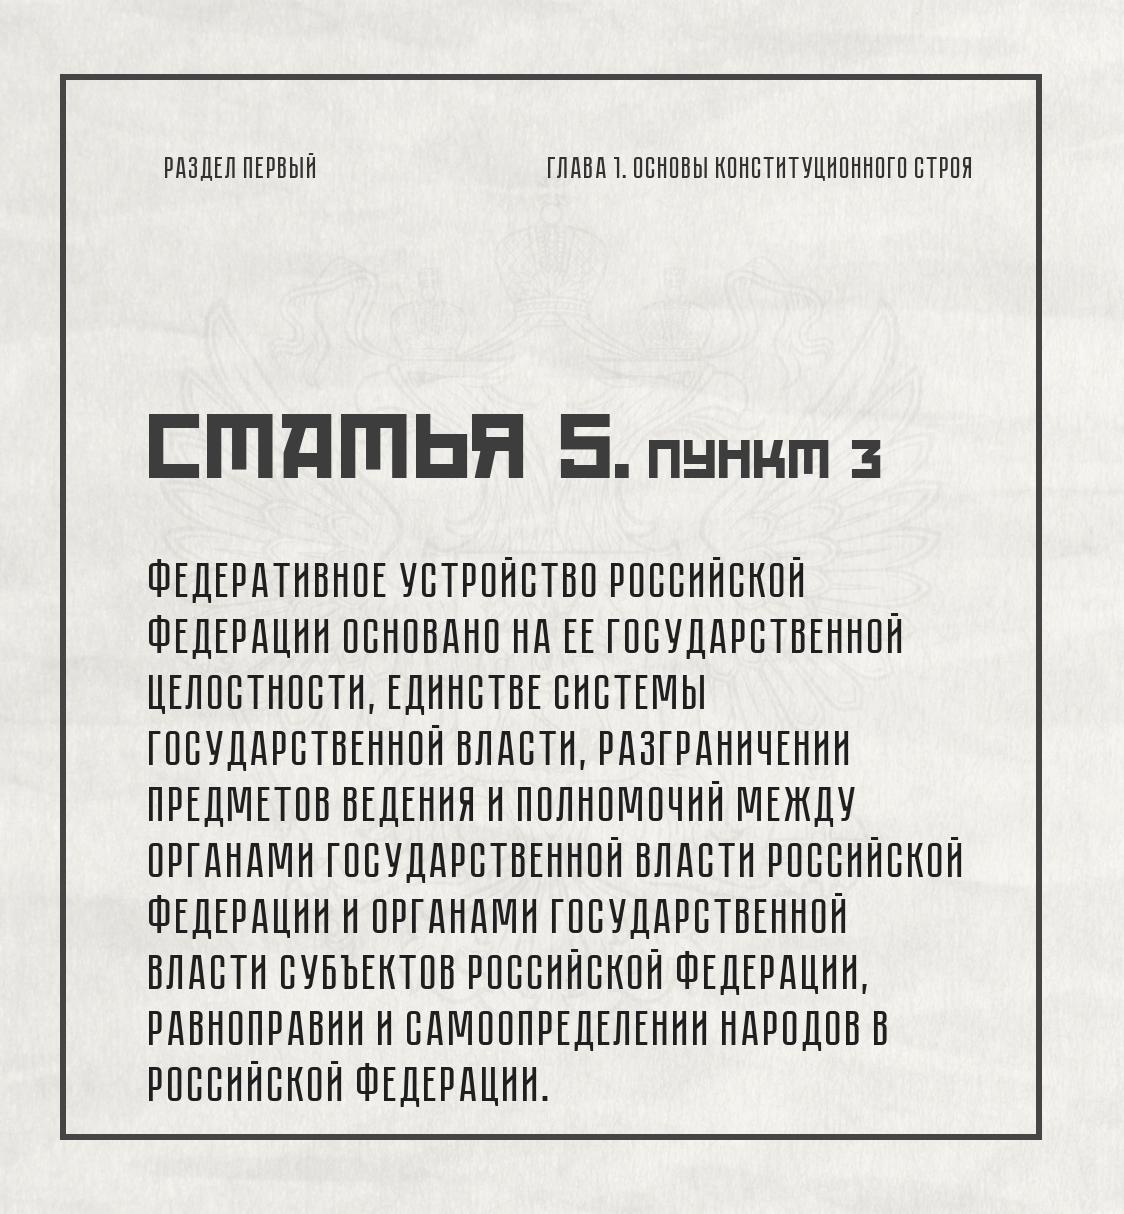 РАЗДЕЛ ПЕРВЫЙ
ГЛАВА 1. ОСНОВЫ КОНСТИТУЦИОННОГО СТРОЯ
СТАТЬЯ 5. ПУНКТ 3
ФЕДЕРАТИВНОЕ УСТРОЙСТВО РОССИЙСКОЙ
ФЕДЕРАЦИИ ОСНОВАНО НА ЕЕ ГОСУДАРСТВЕННОЙ
ЦЕЛОСТНОСТИ, ЕДИНСТВЕ СИСТЕМЫ
ГОСУДАРСТВЕННОЙ ВЛАСТИ, РАЗГРАНИЧЕНИИ
ПРЕДМЕТОВ ВЕДЕНИЯ И ПОЛНОМОЧИЙ МЕЖДУ
ОРГАНАМИ ГОСУДАРСТВЕННОЙ ВЛАСТИ РОССИЙСКОЙ
ФЕДЕРАЦИИ И ОРГАНАМИ ГОСУДАРСТВЕННОЙ
ВЛАСТИ СУБЪЕКТОВ РОССИЙСКОЙ ФЕДЕРАЦИИ,
РАВНОПРАВИИ И САМООПРЕДЕЛЕНИИ НАРОДОВ В
РОССИЙСКОЙ ФЕДЕРАЦИИ.